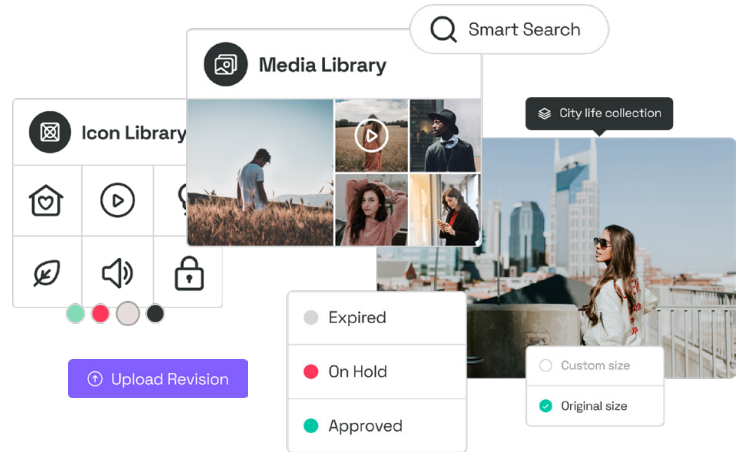 Smart Search
Media Library
City life collection
Icon Library
Expired
On Hold
Approved
Custom size
Original size
Upload Revision